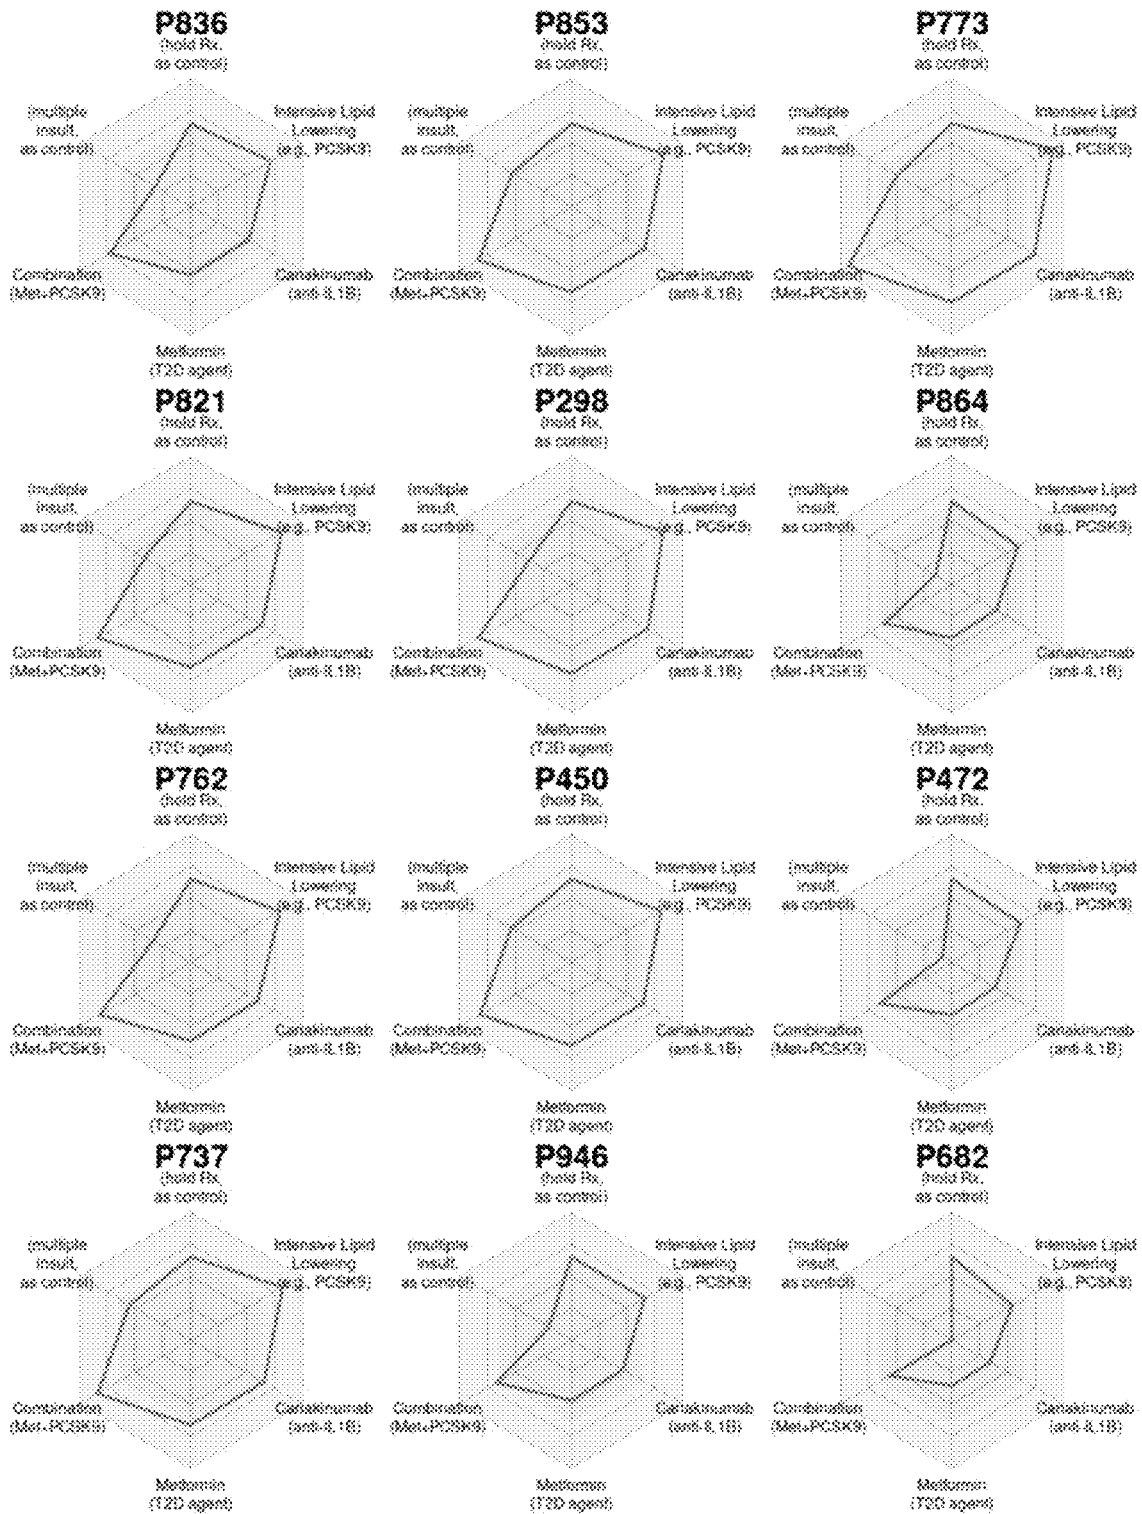 P836
(hold Rx,
as control)
(multiple
insult,
as control)
Intensive Lipid
Lowering
(e.g., PCSK9)
Combination
(Met+PCSK9)
Canakinumab
(anti-IL1B)
Metformin
(T2D agent)
P853
(hold Rx,
as control)
(multiple
insult,
as control)
Intensive Lipid
Lowering
(e.g., PCSK9)
Combination
(Met+PCSK9)
Canakinumab
(anti-IL1B)
Metformin
(T2D agent)
P773
(hold Rx,
as control)
(multiple
insult,
as control)
Intensive Lipid
Lowering
(e.g., PCSK9)
Combination
(Met+PCSK9)
Canakinumab
(anti-IL1B)
Metformin
(T2D agent)
P821
(hold Rx,
as control)
(multiple
insult,
as control)
Intensive Lipid
Lowering
(e.g., PCSK9)
Combination
(Met+PCSK9)
Canakinumab
(anti-IL1B)
Metformin
(T2D agent)
P298
(hold Rx,
as control)
(multiple
insult,
as control)
Intensive Lipid
Lowering
(e.g., PCSK9)
Combination
(Met+PCSK9)
Canakinumab
(anti-IL1B)
Metformin
(T2D agent)
P864
(hold Rx,
as control)
(multiple
insult,
as control)
Intensive Lipid
Lowering
(e.g., PCSK9)
Combination
(Met+PCSK9)
Canakinumab
(anti-IL1B)
Metformin
(T2D agent)
P762
(hold Rx,
as control)
(multiple
insult,
as control)
Intensive Lipid
Lowering
(e.g., PCSK9)
Combination
(Met+PCSK9)
Canakinumab
(anti-IL1B)
Metformin
(T2D agent)
P450
(hold Rx,
as control)
(multiple
insult,
as control)
Intensive Lipid
Lowering
(e.g., PCSK9)
Combination
(Met+PCSK9)
Canakinumab
(anti-IL1B)
Metformin
(T2D agent)
P472
(hold Rx,
as control)
(multiple
insult,
as control)
Intensive Lipid
Lowering
(e.g., PCSK9)
Combination
(Met+PCSK9)
Canakinumab
(anti-IL1B)
Metformin
(T2D agent)
P737
(hold Rx,
as control)
(multiple
insult,
as control)
Intensive Lipid
Lowering
(e.g., PCSK9)
Combination
(Met+PCSK9)
Canakinumab
(anti-IL1B)
Metformin
(T2D agent)
P946
(hold Rx,
as control)
(multiple
insult,
as control)
Intensive Lipid
Lowering
(e.g., PCSK9)
Combination
(Met+PCSK9)
Canakinumab
(anti-IL1B)
Metformin
(T2D agent)
P682
(hold Rx,
as control)
(multiple
insult,
as control)
Intensive Lipid
Lowering
(e.g., PCSK9)
Combination
(Met+PCSK9)
Canakinumab
(anti-IL1B)
Metformin
(T2D agent)